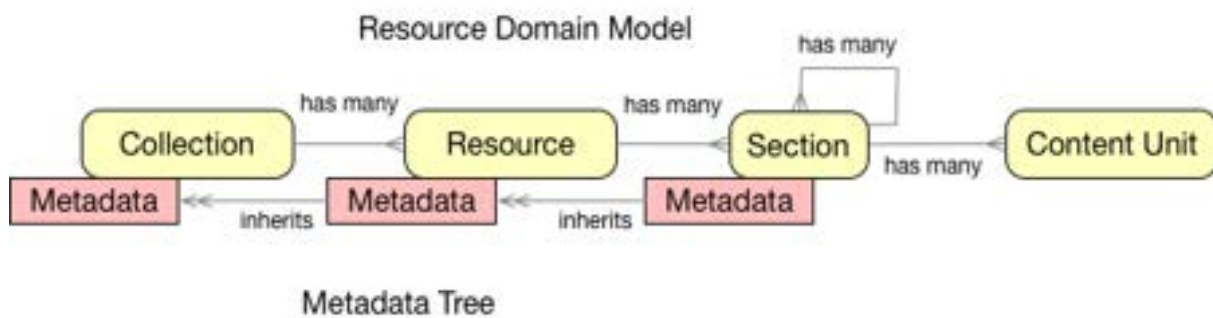 Resource Domain Model
has many
has many
has many
Collection
Resource
Section
Content Unit
has many
Metadata
inherits
Metadata
inherits
Metadata
Metadata Tree